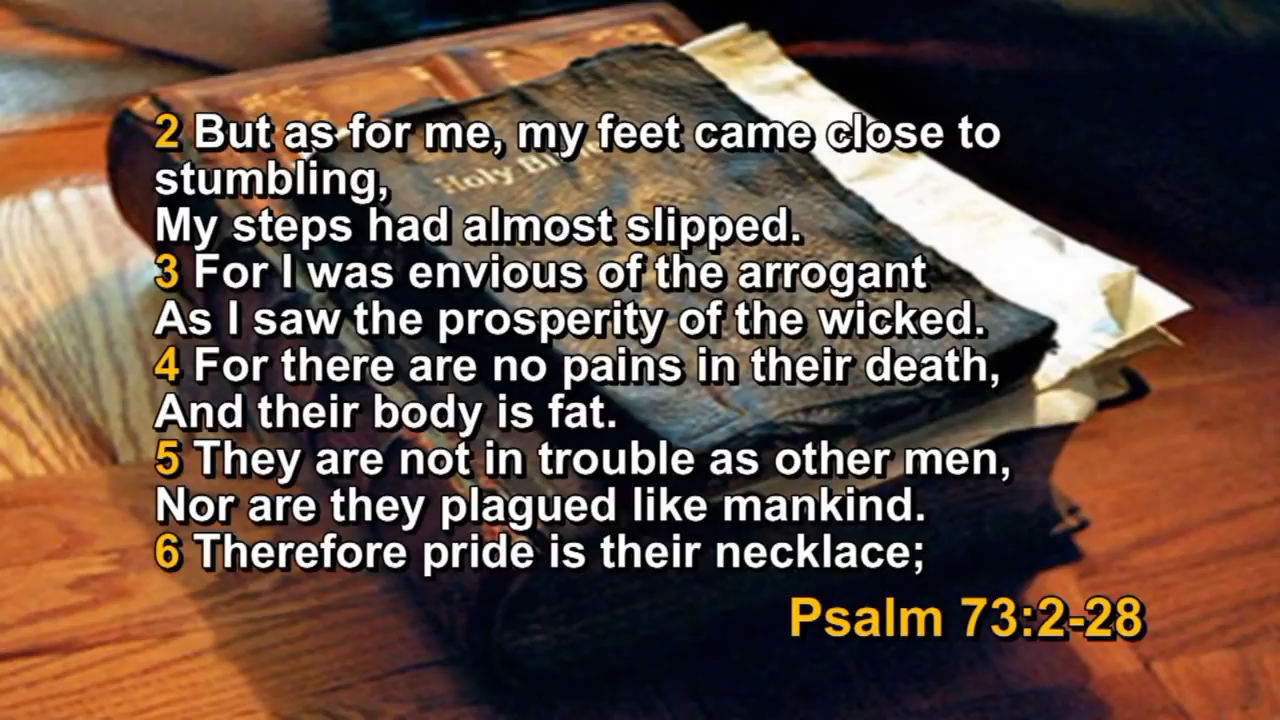 2 But as for me, my feet came close to
stumbling,
My steps had almost slipped.
3 For I was envious of the arrogant
As I saw the prosperity of the wicked.
4 For there are no pains in their death,
And their body is fat.
5 They are not in trouble as other men,
Nor are they plagued like mankind.
6 Therefore pride is their necklace;
Psalm 73:2-28
Holy